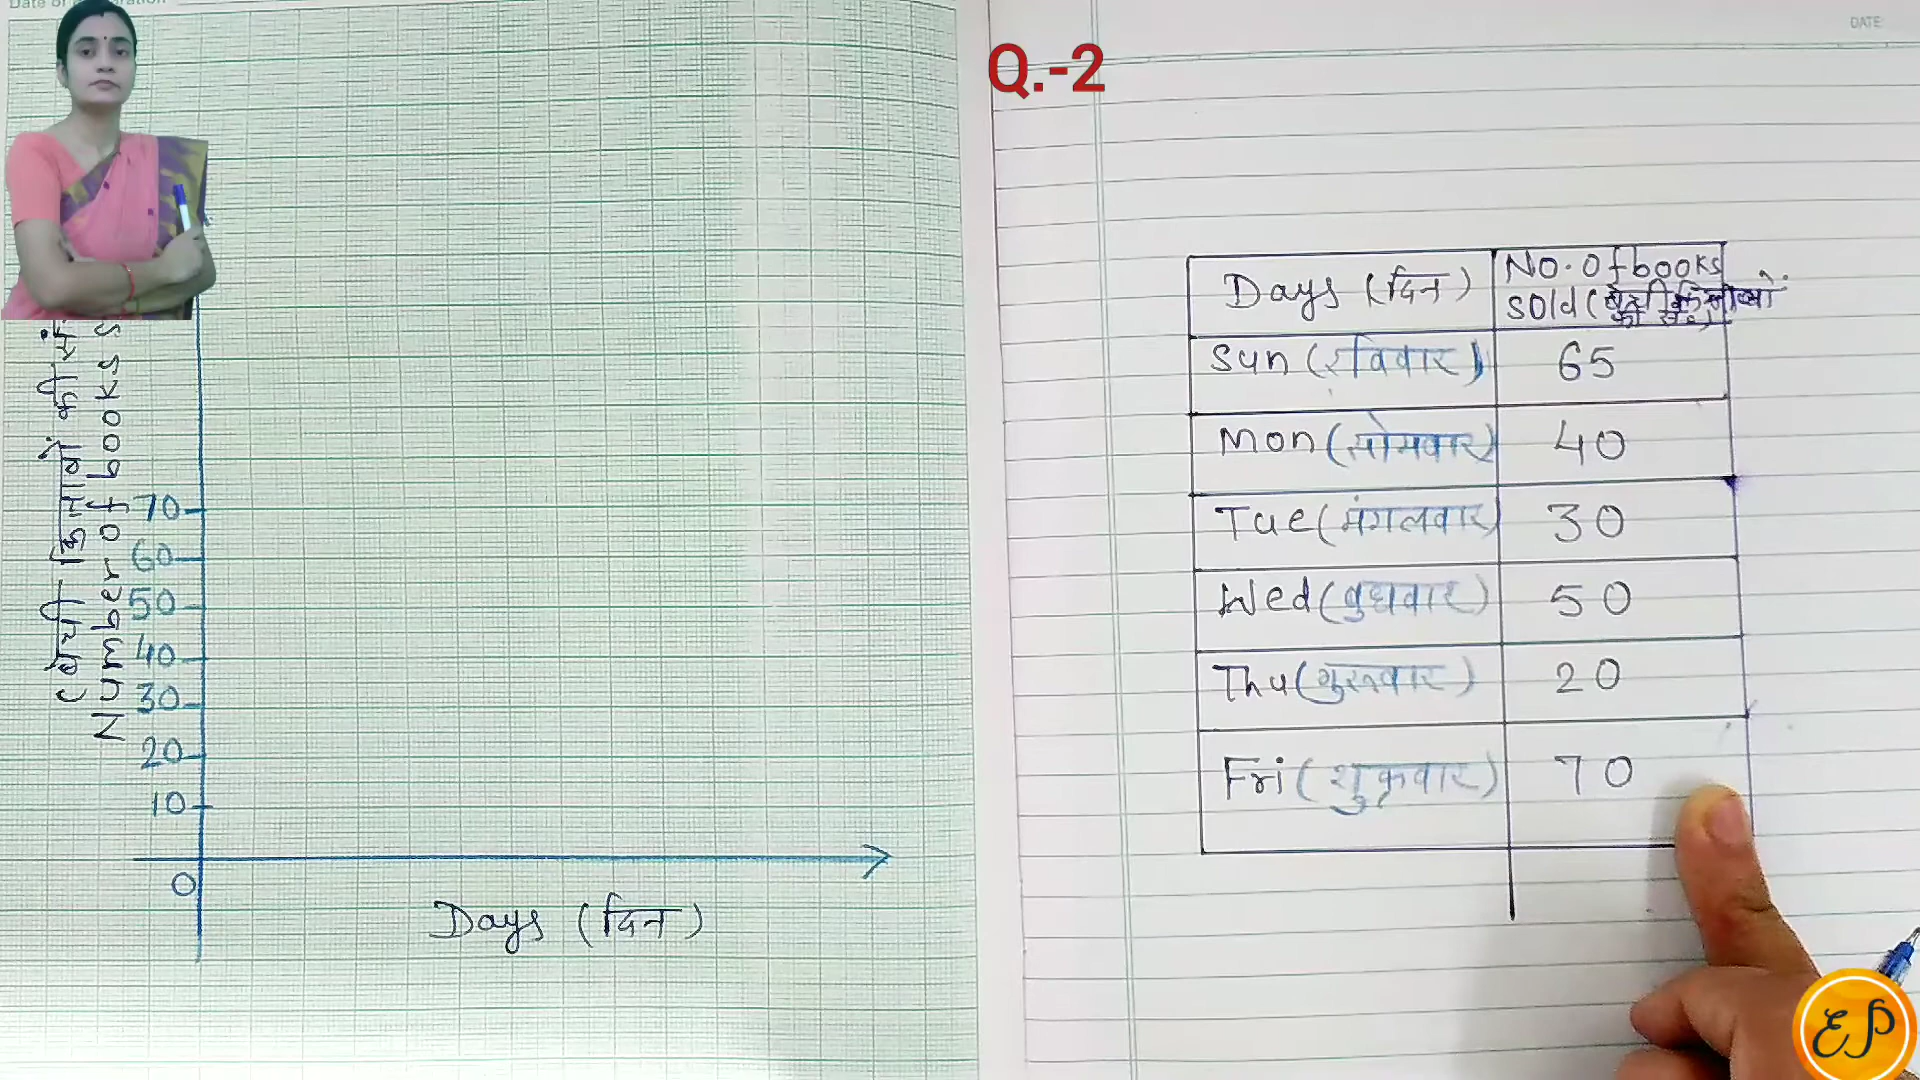 Q.-2
DATE
Number of books
70
60
50
40
30
20
10
0
Days (दिन)
Days (दिन) No. of books
sold (
Sun (रविवार) 65
Mon (सोमवार) 40
Tue (मंगलवार) 30
Wed (बुधवार) 50
Thu (गुरुवार) 20
Fri (शुक्रवार) 70
EP